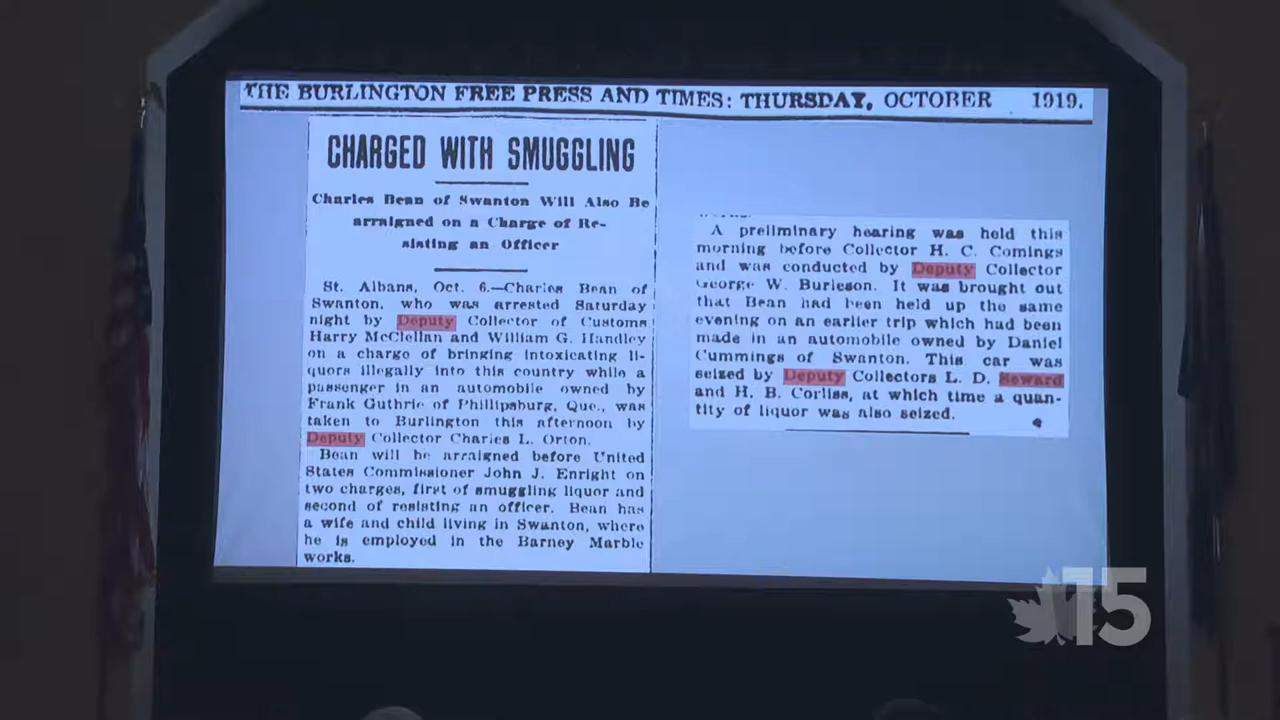 THE BURLINGTON FREE PRESS AND TIMES: THURSDAY, OCTOBER 1919.
CHARGED WITH SMUGGLING
Charles Bean of Swanton Will Also Be
arraigned on a Charge of Re-
sisting an Officer
St. Albans, Oct. 6.—Charles Bean of
Swanton, who was arrested Saturday
night by Deputy Collector of Customs
Harry McClellan and William G. Handley
on a charge of bringing intoxicating li-
quors illegally into this country while a
passenger in an automobile owned by
Frank Guthrie of Phillipsburg, Que., was
taken to Burlington this afternoon by
Deputy Collector Charles L. Orton.
Bean will be arraigned before United
States Commissioner John J. Enright on
two charges, first of smuggling liquor and
second of resisting an officer. Bean has
a wife and child living in Swanton, where
he is employed in the Barney Marble
works.
A preliminary hearing was held this
morning before Collector H. C. Comings
and was conducted by Deputy Collector
George W. Burleson. It was brought out
that Bean had been held up the same
evening on an earlier trip which had been
made in an automobile owned by Daniel
Cummings of Swanton. This car was
seized by Deputy Collectors L. D. Seward
and H. B. Corliss, at which time a quan-
tity of liquor was also seized.
15